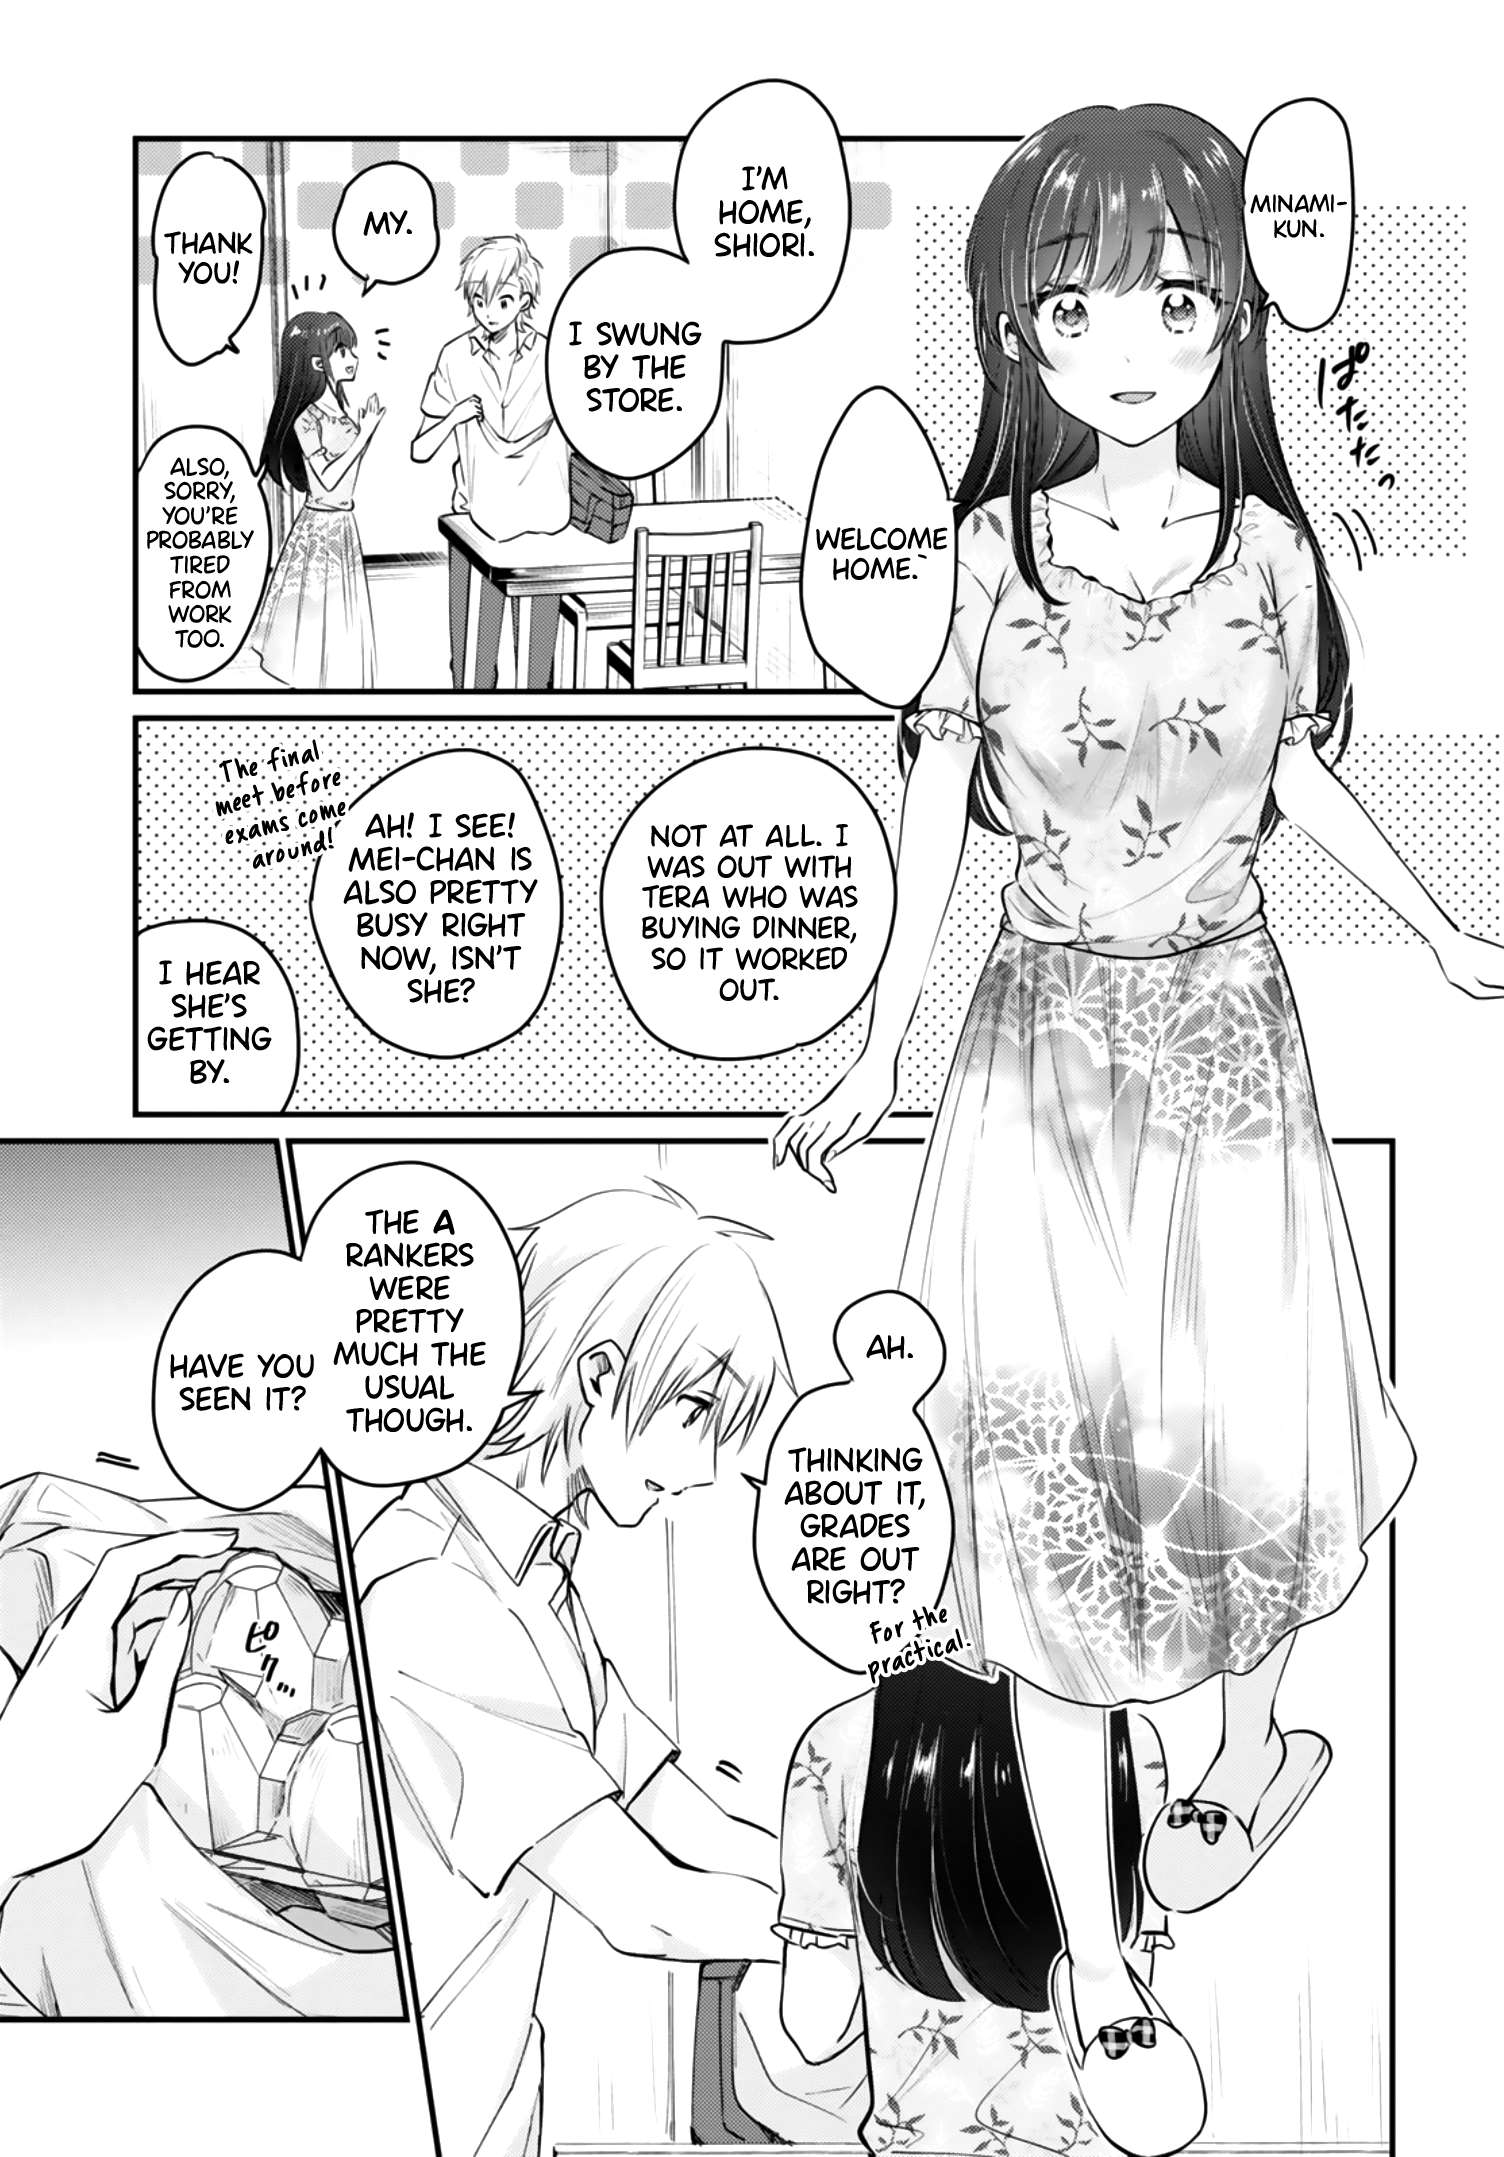 MINAMI-
KUN.
ぱたたたっ
WELCOME
HOME.
I'M
HOME,
SHIORI.
I SWUNG
BY THE
STORE.
MY.
THANK
YOU!
ALSO,
SORRY,
YOU'RE
PROBABLY
TIRED
FROM
WORK
TOO.
NOT AT ALL. I
WAS OUT WITH
TERA WHO WAS
BUYING DINNER,
SO IT WORKED
OUT.
AH! I SEE!
MEI-CHAN IS
ALSO PRETTY
BUSY RIGHT
NOW, ISN'T
SHE?
The final
meet before
exams come
around!
I HEAR
SHE'S
GETTING
BY.
AH.
THINKING
ABOUT IT,
GRADES
ARE OUT
RIGHT?
For the
practical.
THE A
RANKERS
WERE
PRETTY
MUCH THE
USUAL
THOUGH.
HAVE YOU
SEEN IT?
ピク…